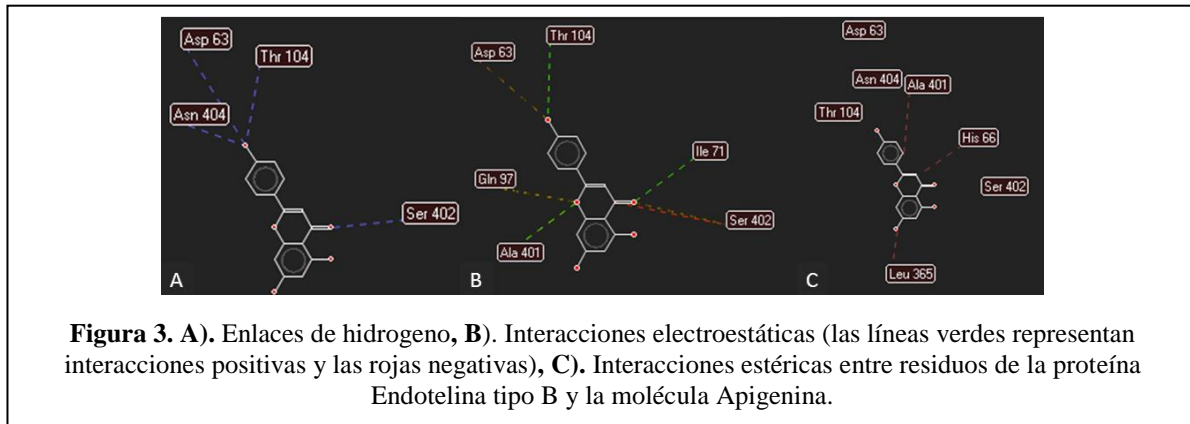 Asp 63
Thr 104
Asn 404
Ser 402
A
Asp 63
Thr 104
Ile 71
Gln 97
Ser 402
Ala 401
B
Asp 63
Asn 404
Ala 401
Thr 104
His 66
Ser 402
Leu 365
C
Figura 3. A). Enlaces de hidrogeno, B). Interacciones electroestáticas (las líneas verdes representan
interacciones positivas y las rojas negativas), C). Interacciones estéricas entre residuos de la proteína
Endotelina tipo B y la molécula Apigenina.